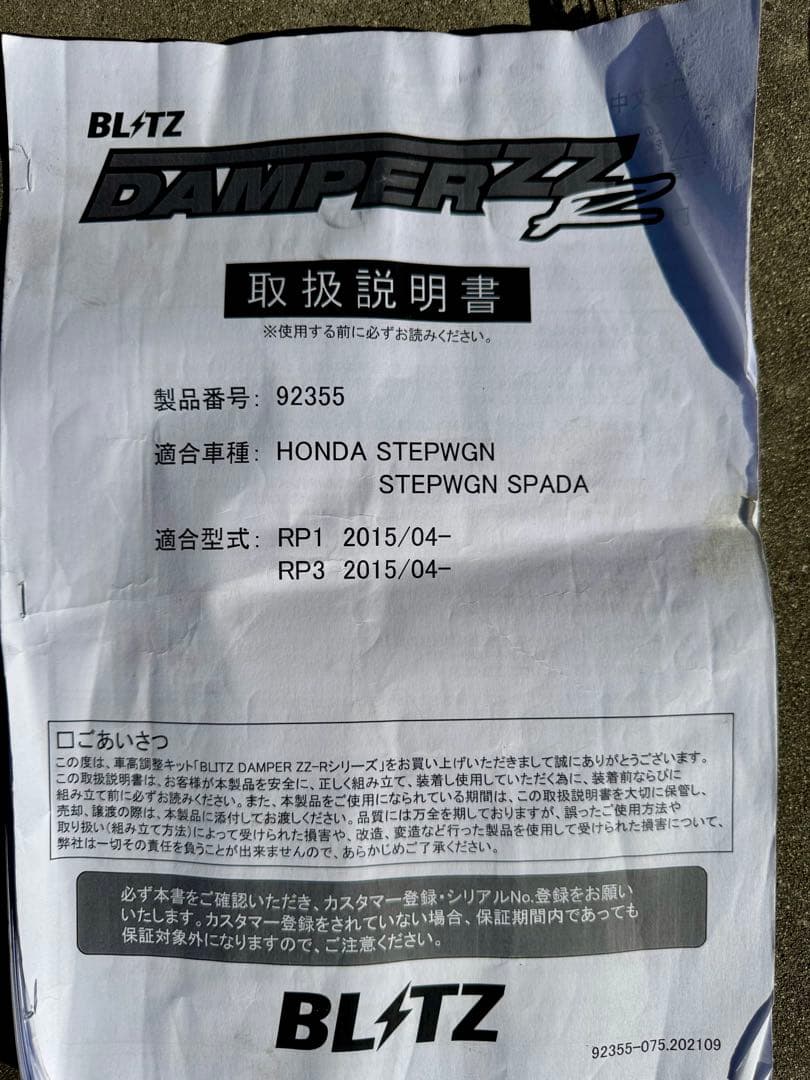 BLITZ
DAMPER ZZ-R
取扱説明書
※使用する前に必ずお読みください。
製品番号: 92355
適合車種: HONDA STEPWGN
STEPWGN SPADA
適合型式: RP1 2015/04-
RP3 2015/04-
□ごあいさつ
この度は、車高調整キット「BLITZ DAMPER ZZ-Rシリーズ」をお買い上げいただきまして誠にありがとうございます。
この取扱説明書は、お客様が本製品を安全に、正しく組み立て、装着し使用していただく為に、装着前ならびに
組み立て前に必ずお読みください。また、本製品をご使用になられている期間は、この取扱説明書を大切に保管し、
売却、譲渡の際は、本製品に添付してお渡しください。品質には万全を期しておりますが、誤ったご使用方法や
取り扱い(組み立て方法)によって受けられた損害や、改造、変造など行った製品を使用して受けられた損害について、
弊社は一切その責任を負うことが出来ませんので、あらかじめご了承ください。
必ず本書をご確認いただき、カスタマー登録・シリアルNo.登録をお願い
いたします。カスタマー登録をされていない場合、保証期間内であっても
保証対象外になりますので、ご注意ください。
BLITZ
92355-075.202109